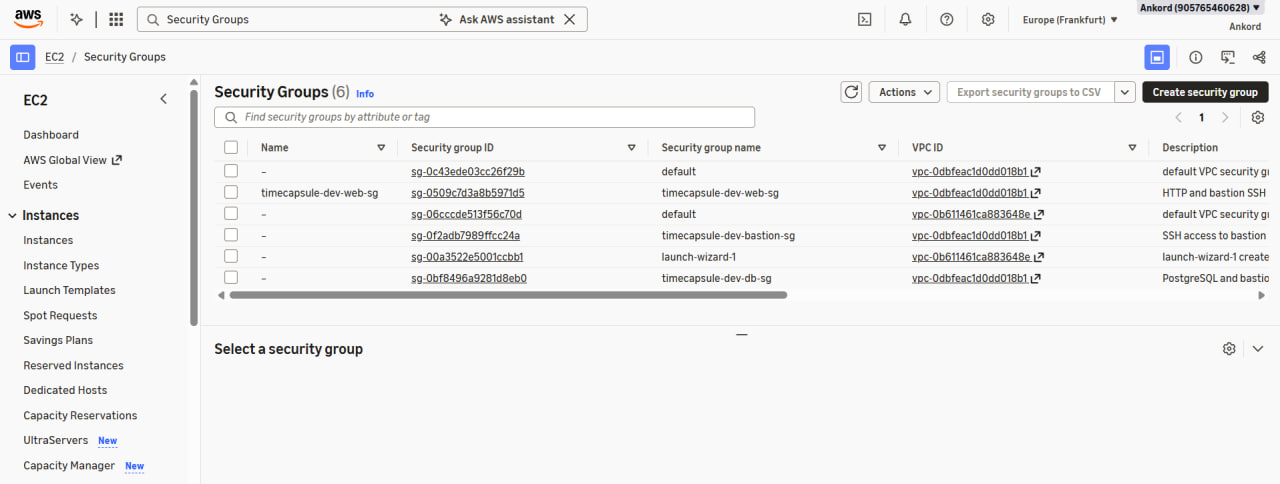 aws
Security Groups
Ask AWS assistant
Europe (Frankfurt)
Ankord (905765460628)
Ankord
EC2 / Security Groups
EC2
Dashboard
AWS Global View
Events
Instances
Instances
Instance Types
Launch Templates
Spot Requests
Savings Plans
Reserved Instances
Dedicated Hosts
Capacity Reservations
UltraServers New
Capacity Manager New
Security Groups (6) Info
Actions
Export security groups to CSV
Create security group
Find security groups by attribute or tag
1
Name Security group ID Security group name VPC ID Description
– sg-0c43ede03cc26f29b default vpc-0dbfeac1d0dd018b1 default VPC security gr
timecapsule-dev-web-sg sg-0509c7d3a8b5971d5 timecapsule-dev-web-sg vpc-0dbfeac1d0dd018b1 HTTP and bastion SSH
– sg-06cccde513f56c70d default vpc-0b611461ca883648e default VPC security gr
– sg-0f2adb7989ffcc24a timecapsule-dev-bastion-sg vpc-0dbfeac1d0dd018b1 SSH access to bastion
– sg-00a3522e5001ccbb1 launch-wizard-1 vpc-0b611461ca883648e launch-wizard-1 create
– sg-0bf8496a9281d8eb0 timecapsule-dev-db-sg vpc-0dbfeac1d0dd018b1 PostgreSQL and bastio
Select a security group